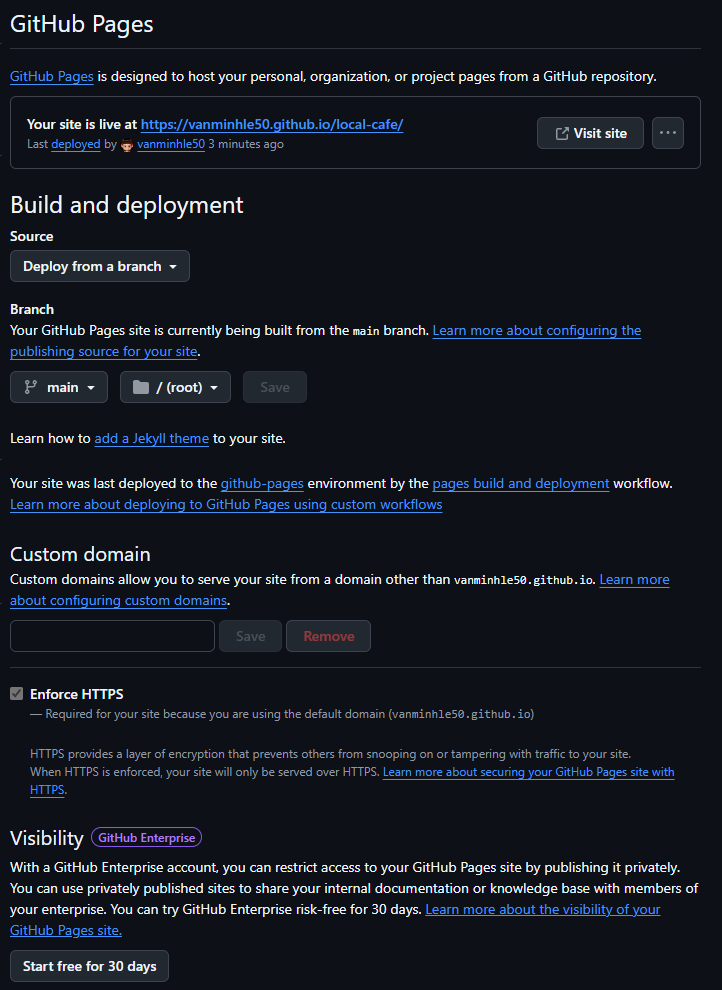 GitHub Pages
GitHub Pages is designed to host your personal, organization, or project pages from a GitHub repository.
Your site is live at https://vanminhle50.github.io/local-cafe/
Last deployed by vanminhle50 3 minutes ago
Visit site
Build and deployment
Source
Deploy from a branch
Branch
Your GitHub Pages site is currently being built from the main branch. Learn more about configuring the
publishing source for your site.
main
/ (root)
Save
Learn how to add a Jekyll theme to your site.
Your site was last deployed to the github-pages environment by the pages build and deployment workflow.
Learn more about deploying to GitHub Pages using custom workflows
Custom domain
Custom domains allow you to serve your site from a domain other than vanminhle50.github.io. Learn more
about configuring custom domains.
Save
Remove
Enforce HTTPS
— Required for your site because you are using the default domain (vanminhle50.github.io)
HTTPS provides a layer of encryption that prevents others from snooping on or tampering with traffic to your site.
When HTTPS is enforced, your site will only be served over HTTPS. Learn more about securing your GitHub Pages site with
HTTPS.
Visibility GitHub Enterprise
With a GitHub Enterprise account, you can restrict access to your GitHub Pages site by publishing it privately.
You can use privately published sites to share your internal documentation or knowledge base with members of
your enterprise. You can try GitHub Enterprise risk-free for 30 days. Learn more about the visibility of your
GitHub Pages site.
Start free for 30 days